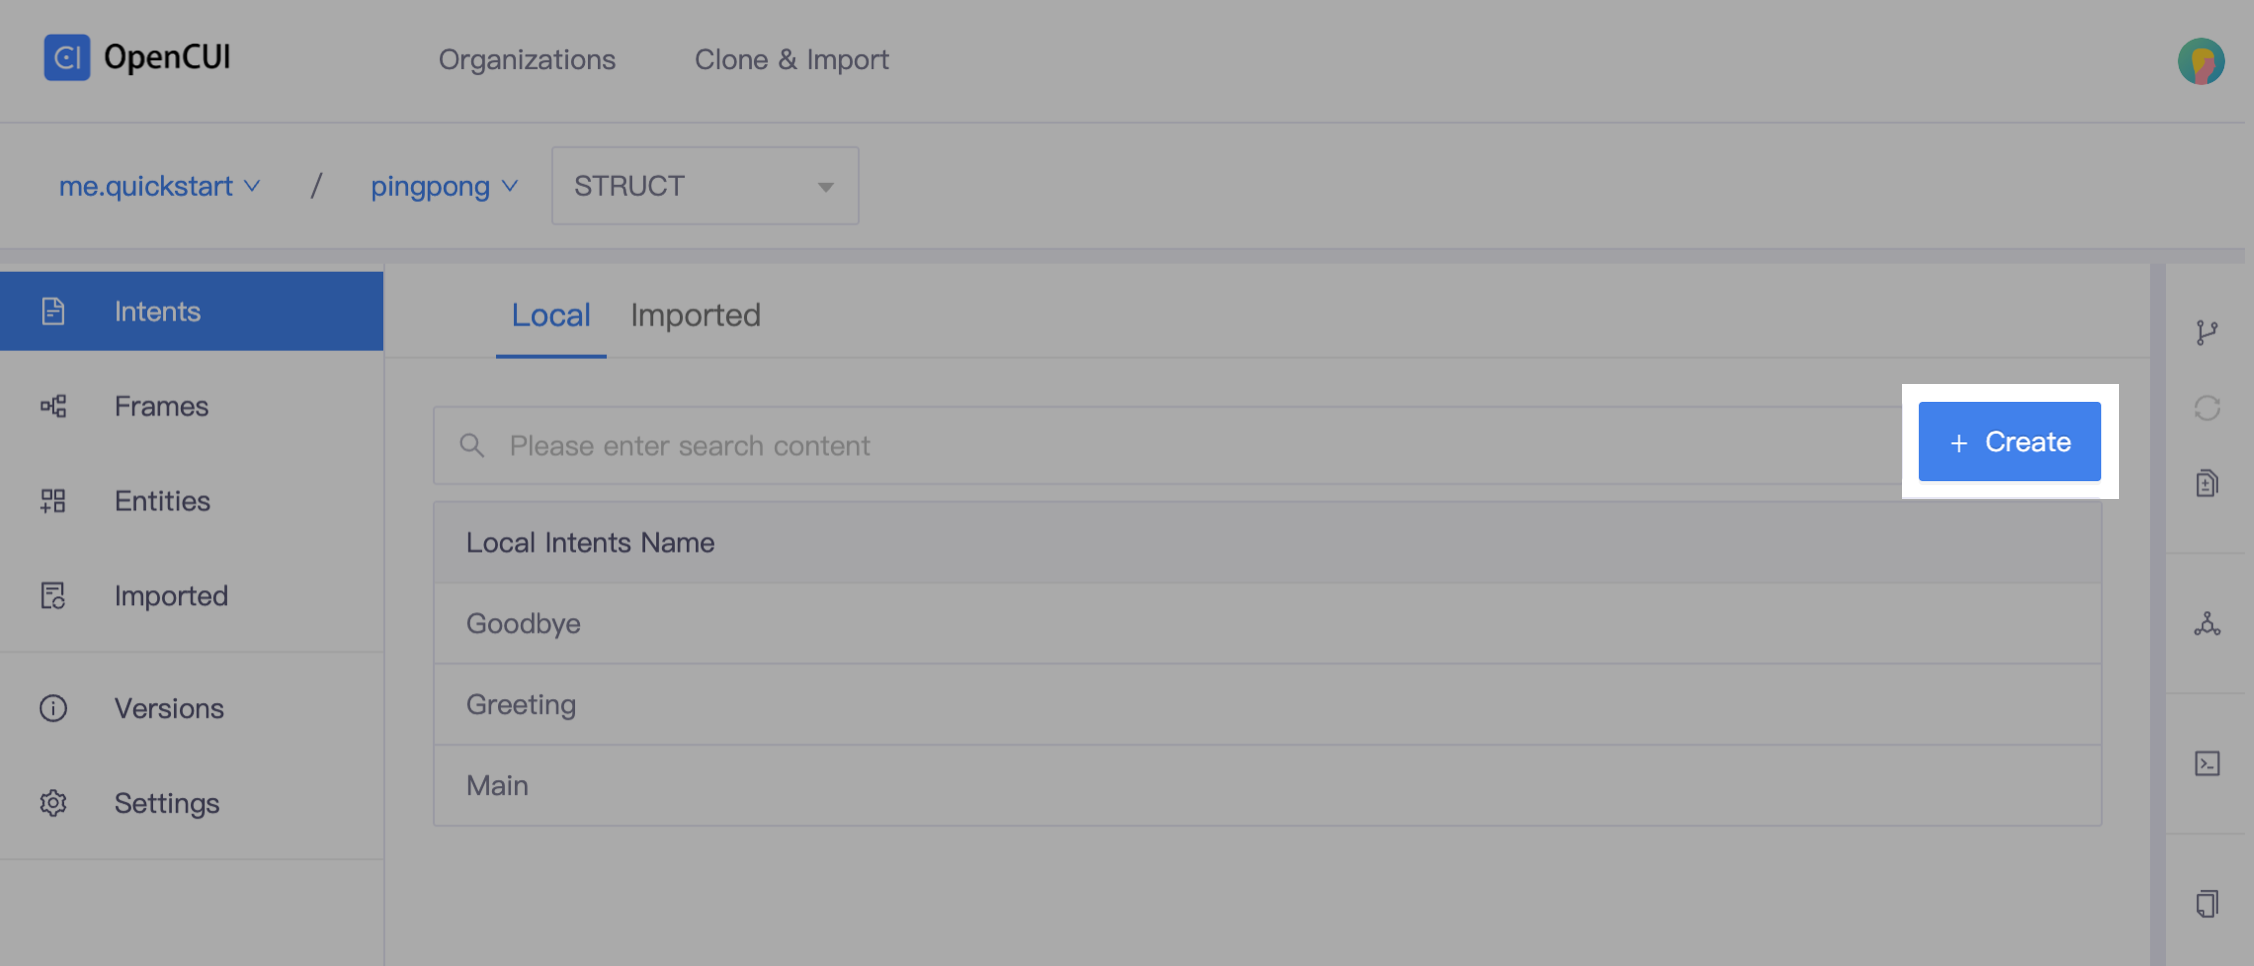 OpenCUI
Organizations
Clone & Import
me.quickstart / pingpong STRUCT
Intents
Frames
Entities
Imported
Versions
Settings
Local Imported
Please enter search content
+ Create
Local Intents Name
Goodbye
Greeting
Main